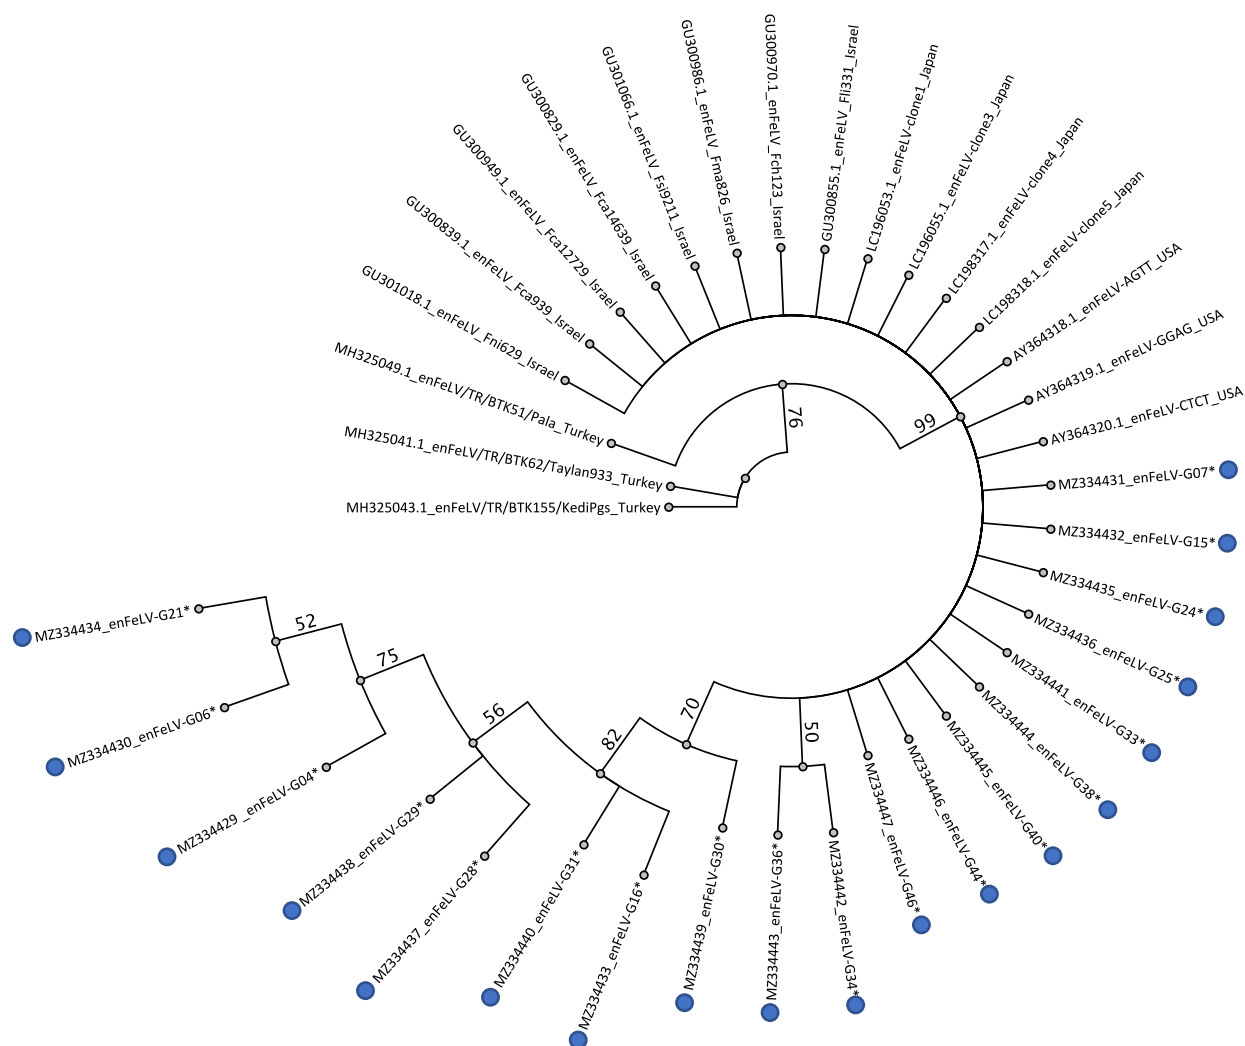 GU301018.1_enFeLV_Fni629_Israel
GU300839.1_enFeLV_Fca939_Israel
GU300949.1_enFeLV_Fca12729_Israel
GU300829.1_enFeLV_Fca14639_Israel
GU301066.1_enFeLV_Fsi9211_Israel
GU300986.1_enFeLV_Fma826_Israel
GU300970.1_enFeLV_Fch123_Israel
GU300855.1_enFeLV_Fli331_Israel
LC196053.1_enFeLV-clone1_Japan
LC196055.1_enFeLV-clone3_Japan
LC198317.1_enFeLV-clone4_Japan
LC198318.1_enFeLV-clone5_Japan
AY364318.1_enFeLV-AGTT_USA
AY364319.1_enFeLV-GGAG_USA
AY364320.1_enFeLV-CTCT_USA
MZ334431_enFeLV-G07*
MZ334432_enFeLV-G15*
MZ334435_enFeLV-G24*
MZ334436_enFeLV-G25*
MZ334441_enFeLV-G33*
MZ334444_enFeLV-G38*
MZ334445_enFeLV-G40*
MZ334446_enFeLV-G44*
MZ334447_enFeLV-G46*
MZ334442_enFeLV-G34*
MZ334443_enFeLV-G36*
MZ334439_enFeLV-G30*
MZ334433_enFeLV-G16*
MZ334440_enFeLV-G31*
MZ334437_enFeLV-G28*
MZ334438_enFeLV-G29*
MZ334429 _enFeLV-G04*
MZ334430_enFeLV-G06*
MZ334434_enFeLV-G21*
MH325049.1_enFeLV/TR/BTK51/Pala_Turkey
MH325041.1_enFeLV/TR/BTK62/Taylan933_Turkey
MH325043.1_enFeLV/TR/BTK155/KediPgs_Turkey
76
99
50
70
82
56
75
52